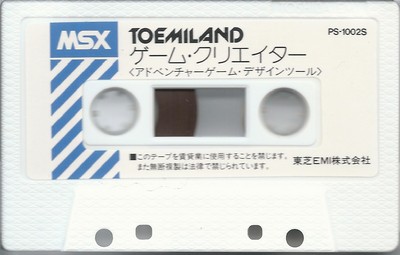 MSX
TOEMILAND
PS-1002S
ゲーム・クリエイター
〈アドベンチャーゲーム・デザインツール〉
■このテープを賃貸業に使用することを禁じます。
また無断複製は法律で禁じられています。
東芝EMI株式会社